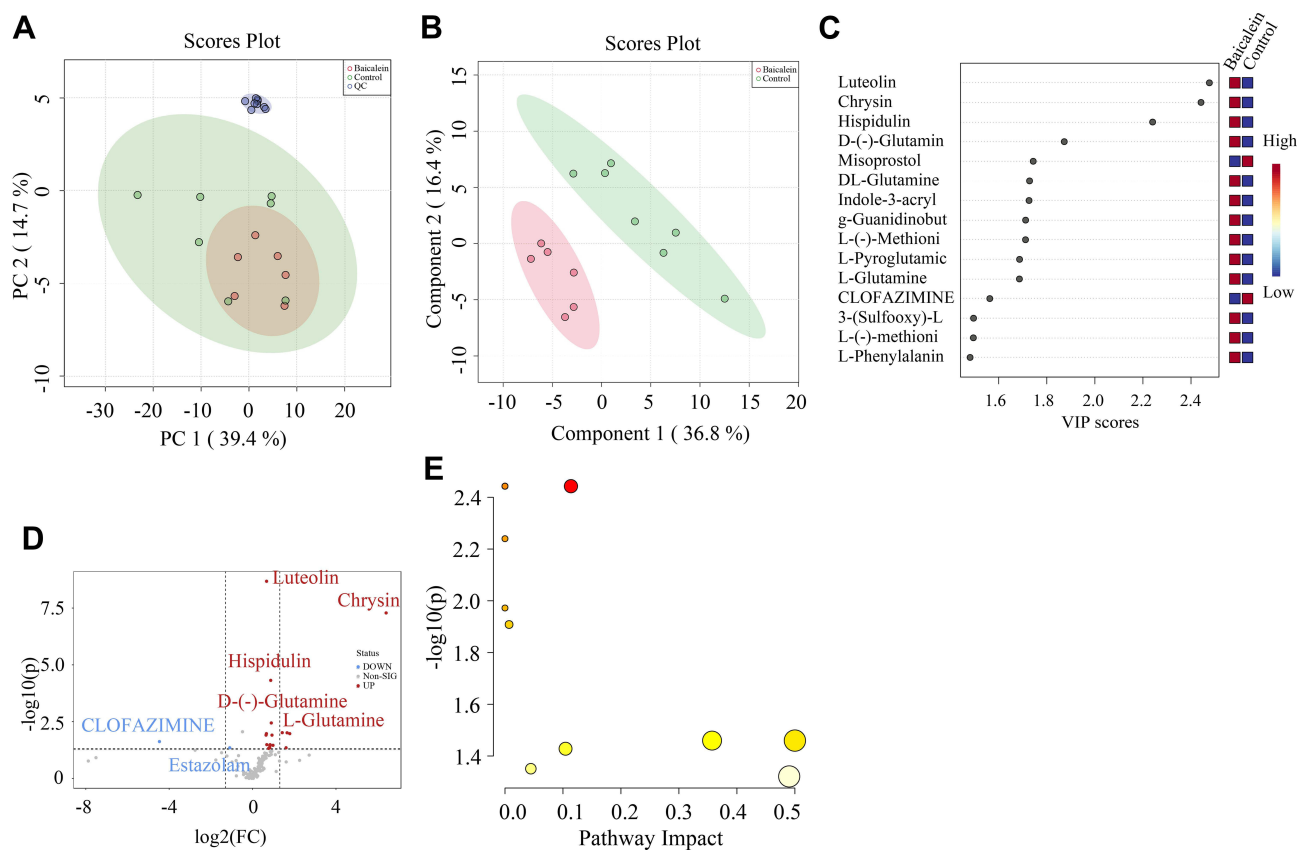 A
Scores Plot
Baicalein
Control
QC
PC 2 ( 14.7 %)
5
0
-5
-10
-30
-20
-10
0
10
20
PC 1 ( 39.4 %)
B
Scores Plot
Baicalein
Control
Component 2 ( 16.4 %)
15
10
5
0
-5
-10
-10
-5
0
5
10
15
20
Component 1 ( 36.8 %)
C
Baicalein
Control
Luteolin
Chrysin
Hispidulin
D-(-)-Glutamin
Misoprostol
DL-Glutamine
Indole-3-acryl
g-Guanidinobut
L-(-)-Methioni
L-Pyroglutamic
L-Glutamine
CLOFAZIMINE
3-(Sulfooxy)-L
L-(-)-methioni
L-Phenylalanin
High
Low
1.6
1.8
2.0
2.2
2.4
VIP scores
D
-log10(p)
7.5
5.0
2.5
0
Luteolin
Chrysin
Hispidulin
D-(-)-Glutamine
L-Glutamine
CLOFAZIMINE
Estazolam
Status
DOWN
Non-SIG
UP
-8
-4
0
4
log2(FC)
E
-log10(p)
2.4
2.2
2.0
1.8
1.6
1.4
0.0
0.1
0.2
0.3
0.4
0.5
Pathway Impact